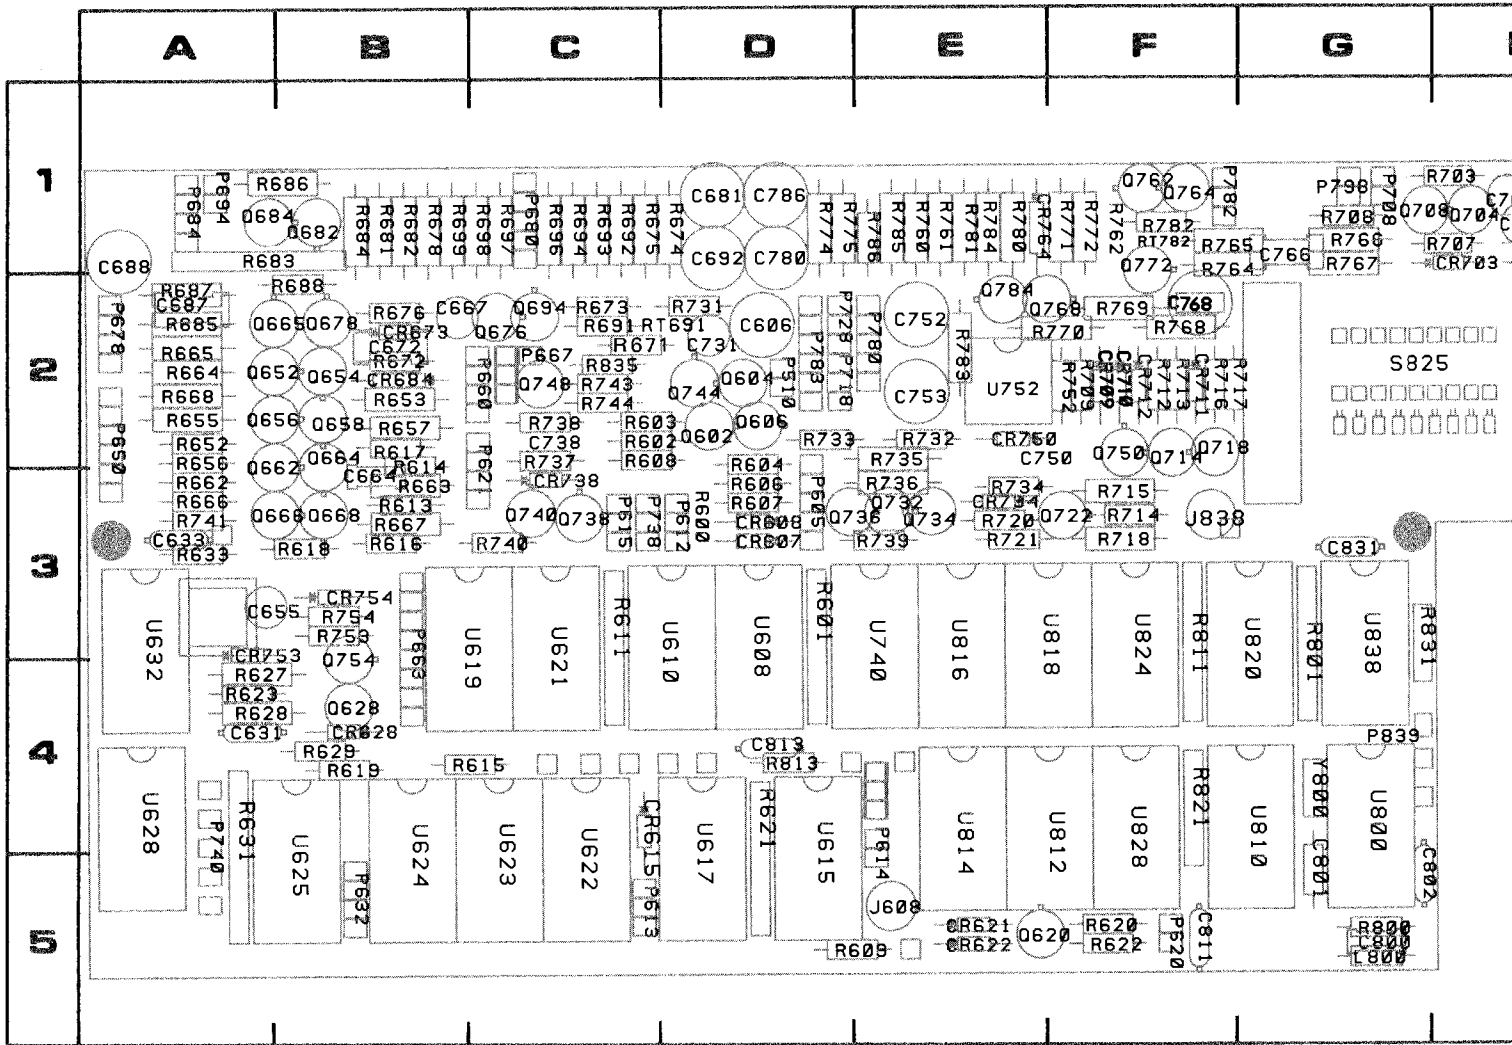 A B C D E F G
1
P684 P694 R686 Q684 Q682 R684 R681 R682 R678 R699 R698 R697 P680 R696 R694 R693 R692 R675 R674 C681 C786 R774 R775 R786 R785 R760 R761 R781 R784 R780 CR764 R771 R772 R762 Q762 Q764 P782 R782 RT782 P798 P708 R708 Q708 R703 Q704
C688 R683 C692 C780 Q772 R765 R764 C766 R766 R767 R707 CR703
2
R687 C687 R688 R676 C667 Q694 R673 R731 P728 Q784 Q768 R769 C768
P678 R885 Q665 Q678 CR673 Q676 R691 RT691 C606 P780 C752 R770 R768
R665 C672 R671 C731 R783
R664 Q652 Q654 R672 CR684 R660 P667 R835 Q748 R743 Q744 Q604 P510 P783 P718 C753 U752 R752 R709 CR709 CR710 CR712 R712 R713 CR711 R716 R717 S825
R668 R653 R744
R655 Q656 Q658 R657 R738 R603 Q602 Q606
P650 R652 R617 C738 R602 R733 R732 CR750
R656 Q662 Q664 R614 P621 R737 R608 R604 R735 C750 Q750 Q714 Q718
3
R662 C664 R663 CR738 R606 R736 R734 R715
R666 R613 R607 P605 Q732 CR734
R741 Q666 Q668 R667 Q740 Q738 P615 P738 P612 R600 CR608 Q736 Q734 R720 Q722 R714 J838
C633 R633 R618 R616 R740 CR607 R739 R721 R718 C831
U632 C655 CR754 R754 R753 P663 U619 U621 R611 U610 U608 R601 U740 U816 U818 U824 R811 U820 R801 U838 R831
CR753 Q754
R627
R623
R628 Q628
4
C631 CR628 C813 P839
R629 R619 R615 R813
U628 P740 R631 U625 U624 U623 U622 CR615 U617 R621 U615 P614 U814 U812 U828 R821 U810 Y800 U800
C801 C802
5
P632 P613 J608 CR621 Q620 R620 P620 C811 R800
R609 CR622 R622 C800
L800